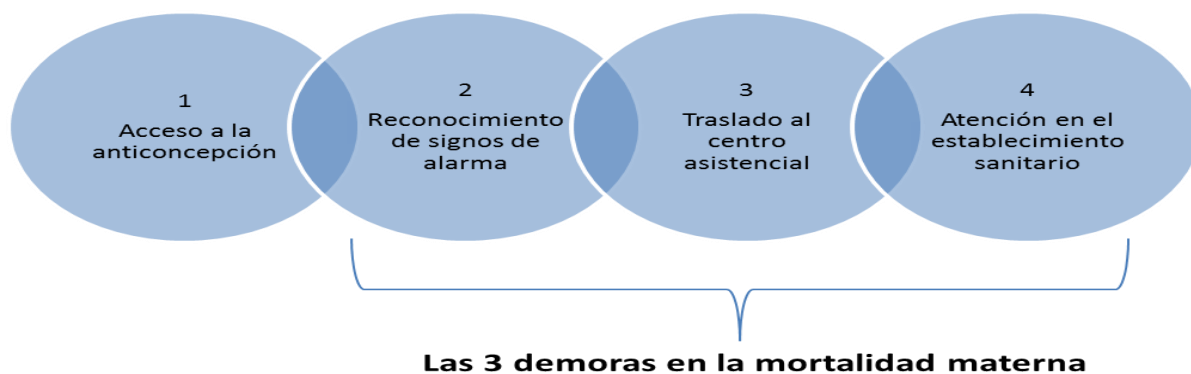 1
Acceso a la
anticoncepción
2
Reconocimiento
de signos de
alarma
3
Traslado al
centro
asistencial
4
Atención en el
establecimiento
sanitario
Las 3 demoras en la mortalidad materna